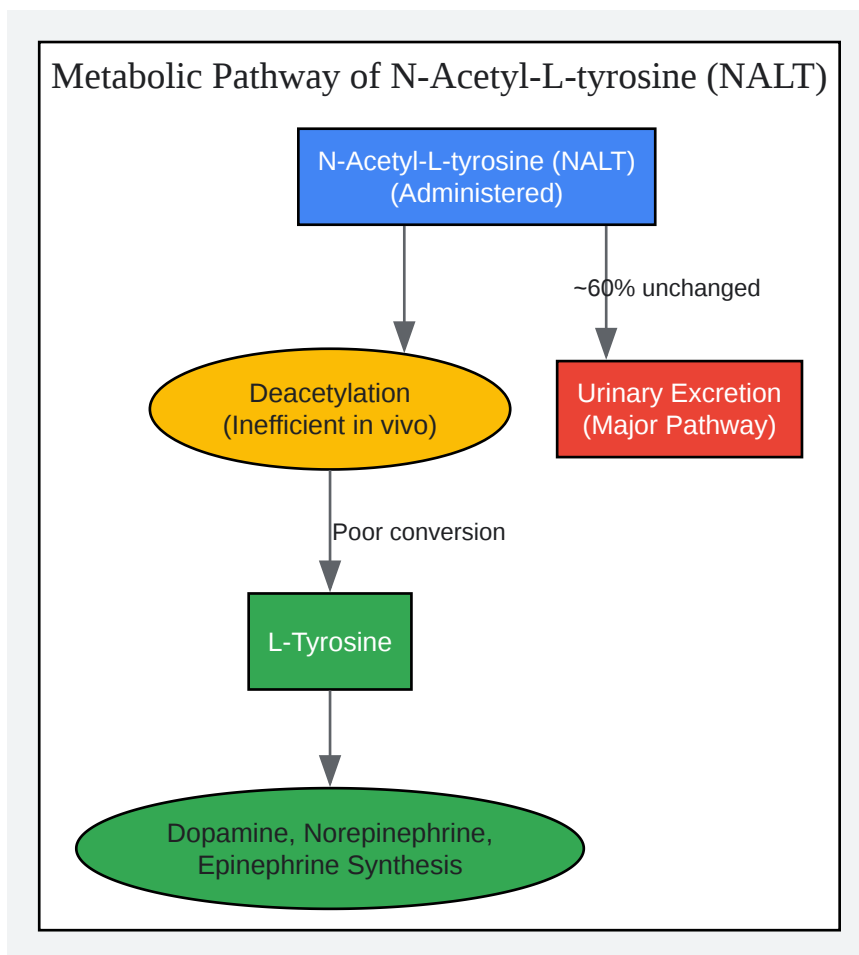 Metabolic Pathway of N-Acetyl-L-tyrosine (NALT)
N-Acetyl-L-tyrosine (NALT)
(Administered)
~60% unchanged
Deacetylation
(Inefficient in vivo)
Urinary Excretion
(Major Pathway)
Poor conversion
L-Tyrosine
Dopamine, Norepinephrine,
Epinephrine Synthesis